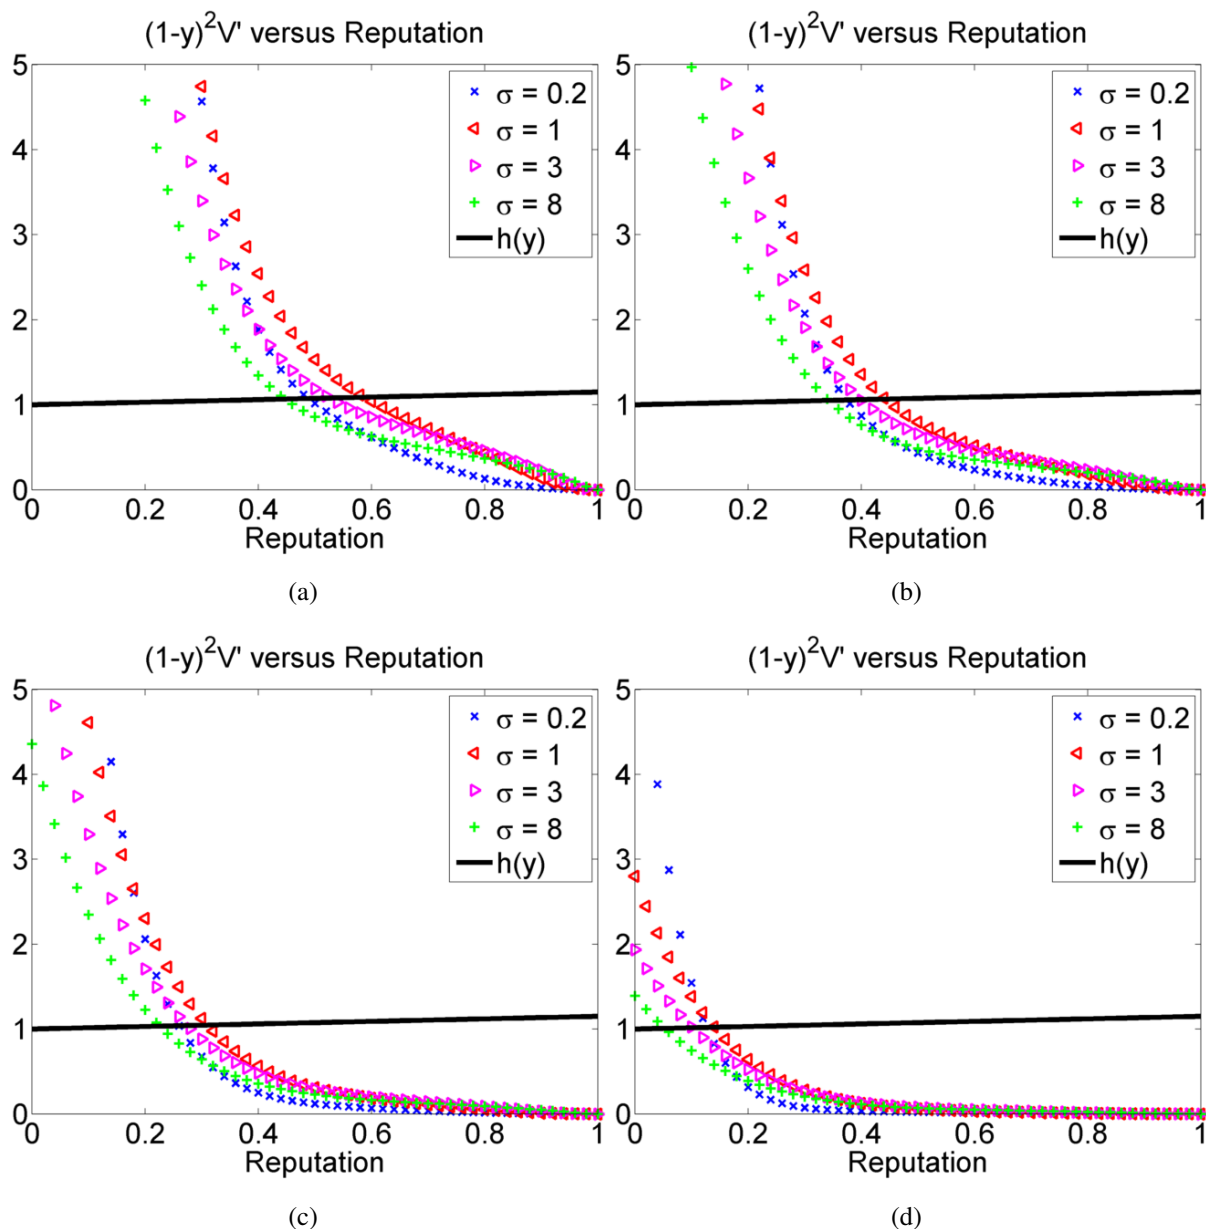 (1-y)²V' versus Reputation
5
4
3
2
1
0
0 0.2 0.4 0.6 0.8 1
Reputation
σ = 0.2
σ = 1
σ = 3
σ = 8
h(y)
(a)
(1-y)²V' versus Reputation
5
4
3
2
1
0
0 0.2 0.4 0.6 0.8 1
Reputation
σ = 0.2
σ = 1
σ = 3
σ = 8
h(y)
(b)
(1-y)²V' versus Reputation
5
4
3
2
1
0
0 0.2 0.4 0.6 0.8 1
Reputation
σ = 0.2
σ = 1
σ = 3
σ = 8
h(y)
(c)
(1-y)²V' versus Reputation
5
4
3
2
1
0
0 0.2 0.4 0.6 0.8 1
Reputation
σ = 0.2
σ = 1
σ = 3
σ = 8
h(y)
(d)